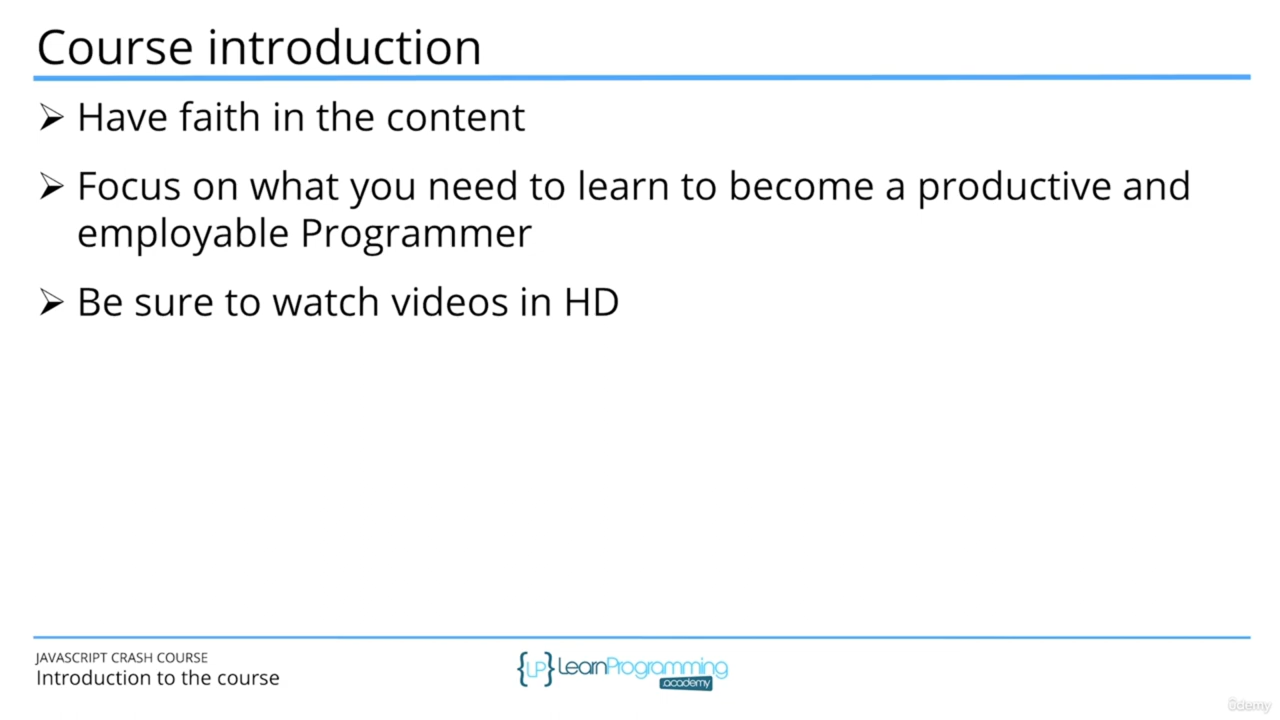 Course introduction
➢ Have faith in the content
➢ Focus on what you need to learn to become a productive and
employable Programmer
➢ Be sure to watch videos in HD
JAVASCRIPT CRASH COURSE
Introduction to the course
{LP} LearnProgramming
.academy
ûdemy